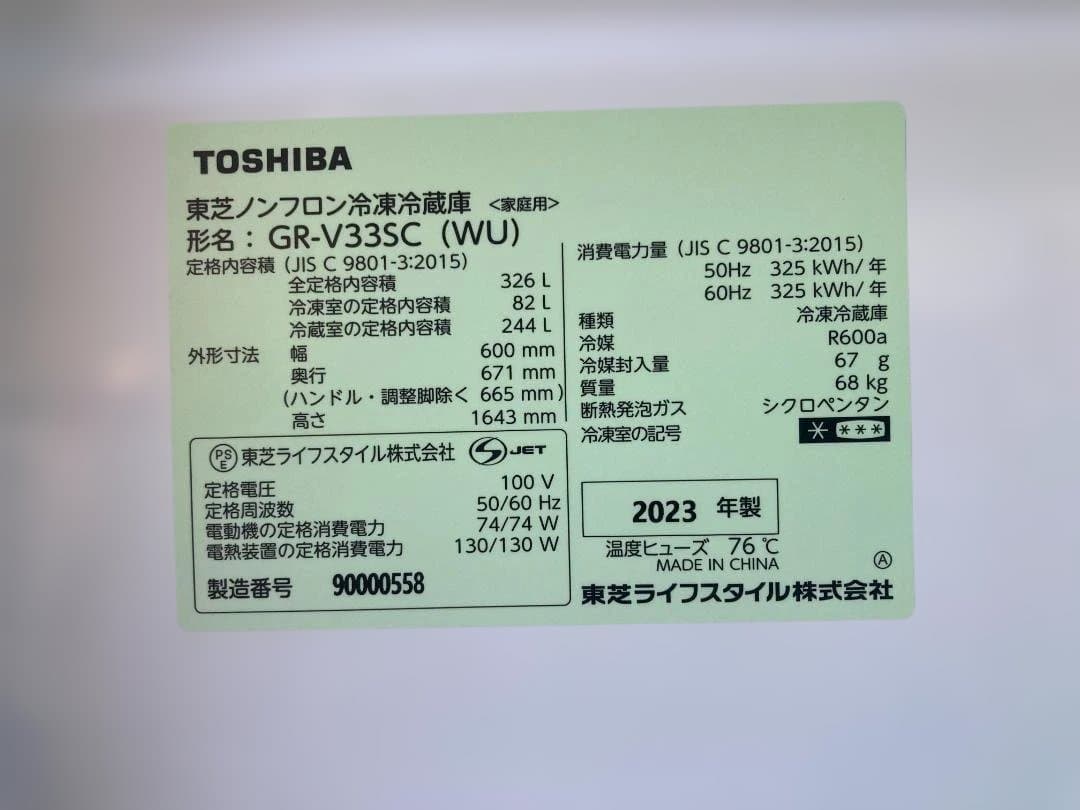 TOSHIBA
東芝ノンフロン冷凍冷蔵庫 <家庭用>
形名：GR-V33SC (WU)
定格内容積 (JIS C 9801-3:2015)
全定格内容積 326 L
冷凍室の定格内容積 82 L
冷蔵室の定格内容積 244 L
外形寸法 幅 600 mm
奥行 671 mm
(ハンドル・調整脚除く 665 mm)
高さ 1643 mm
消費電力量 (JIS C 9801-3:2015)
50Hz 325 kWh/年
60Hz 325 kWh/年
種類 冷凍冷蔵庫
冷媒 R600a
冷媒封入量 67 g
質量 68 kg
断熱発泡ガス シクロペンタン
冷凍室の記号 * ***
PS
E 東芝ライフスタイル株式会社 S JET
定格電圧 100 V
定格周波数 50/60 Hz
電動機の定格消費電力 74/74 W
電熱装置の定格消費電力 130/130 W
製造番号 90000558
2023 年製
温度ヒューズ 76 ℃
MADE IN CHINA
Ⓐ
東芝ライフスタイル株式会社